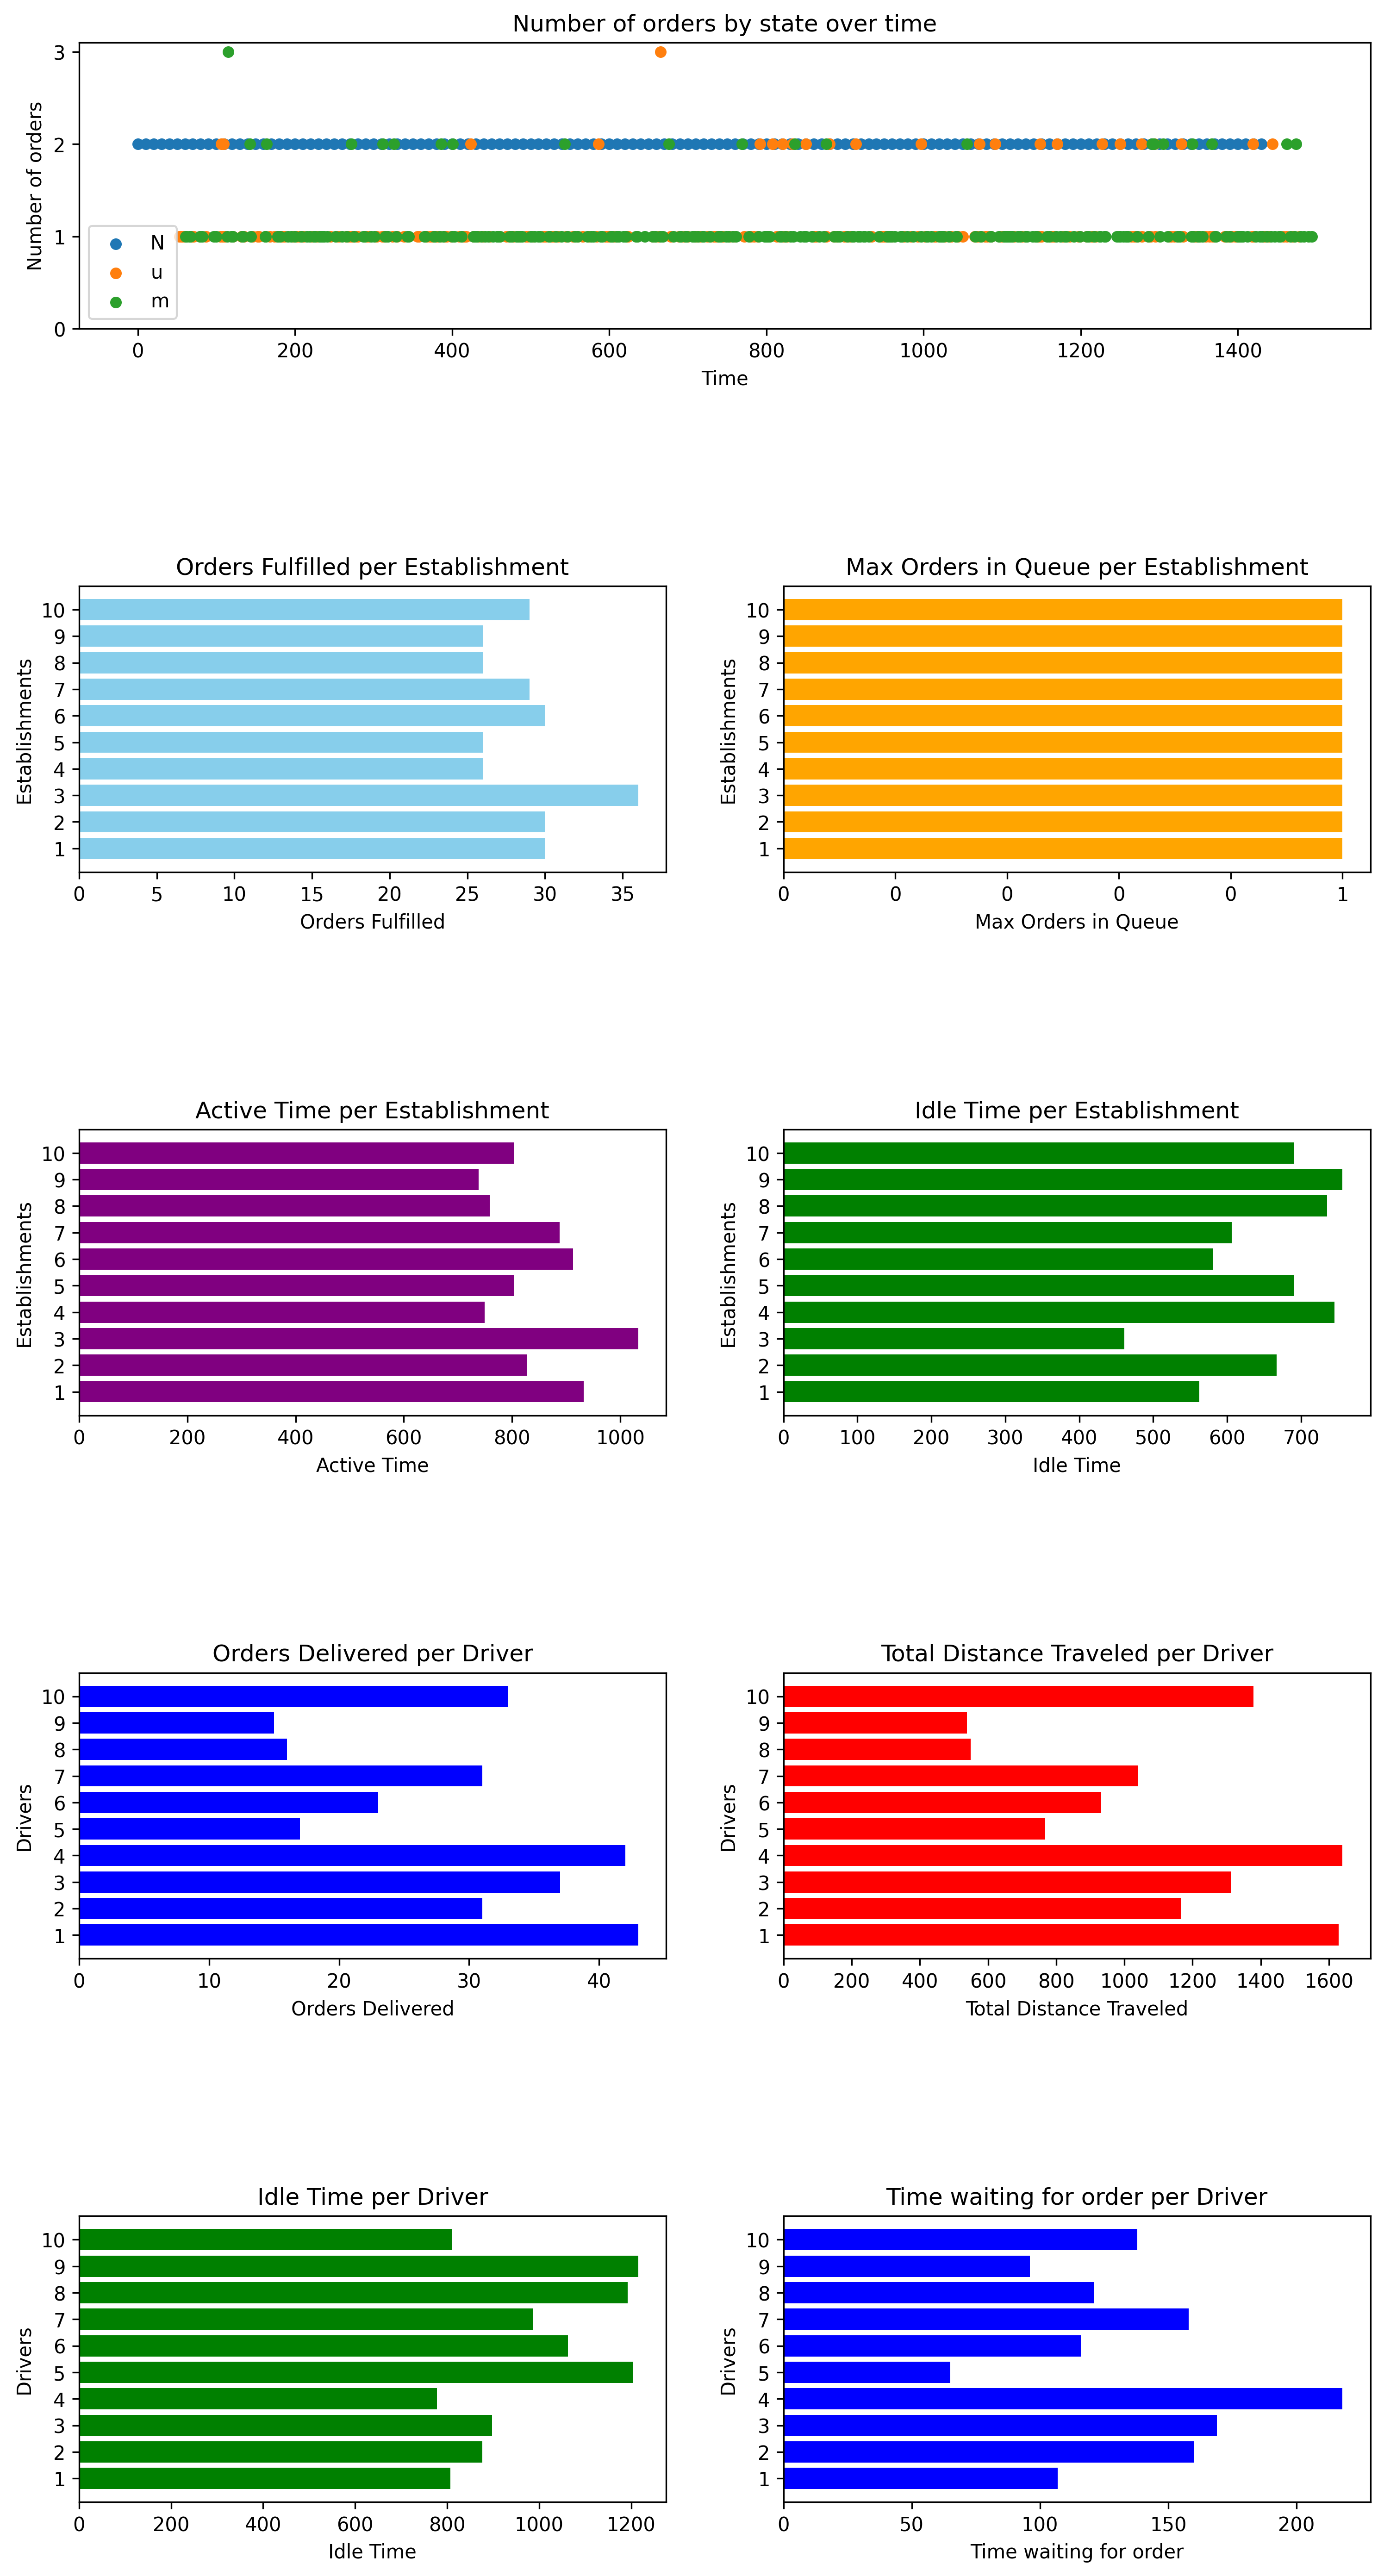 Number of orders by state over time
Number of orders
3
2
1
0
N
u
m
0 200 400 600 800 1000 1200 1400
Time
Orders Fulfilled per Establishment
Establishments
10
9
8
7
6
5
4
3
2
1
0 5 10 15 20 25 30 35
Orders Fulfilled
Max Orders in Queue per Establishment
Establishments
10
9
8
7
6
5
4
3
2
1
0 0 0 0 0 1
Max Orders in Queue
Active Time per Establishment
Establishments
10
9
8
7
6
5
4
3
2
1
0 200 400 600 800 1000
Active Time
Idle Time per Establishment
Establishments
10
9
8
7
6
5
4
3
2
1
0 100 200 300 400 500 600 700
Idle Time
Orders Delivered per Driver
Drivers
10
9
8
7
6
5
4
3
2
1
0 10 20 30 40
Orders Delivered
Total Distance Traveled per Driver
Drivers
10
9
8
7
6
5
4
3
2
1
0 200 400 600 800 1000 1200 1400 1600
Total Distance Traveled
Idle Time per Driver
Drivers
10
9
8
7
6
5
4
3
2
1
0 200 400 600 800 1000 1200
Idle Time
Time waiting for order per Driver
Drivers
10
9
8
7
6
5
4
3
2
1
0 50 100 150 200
Time waiting for order